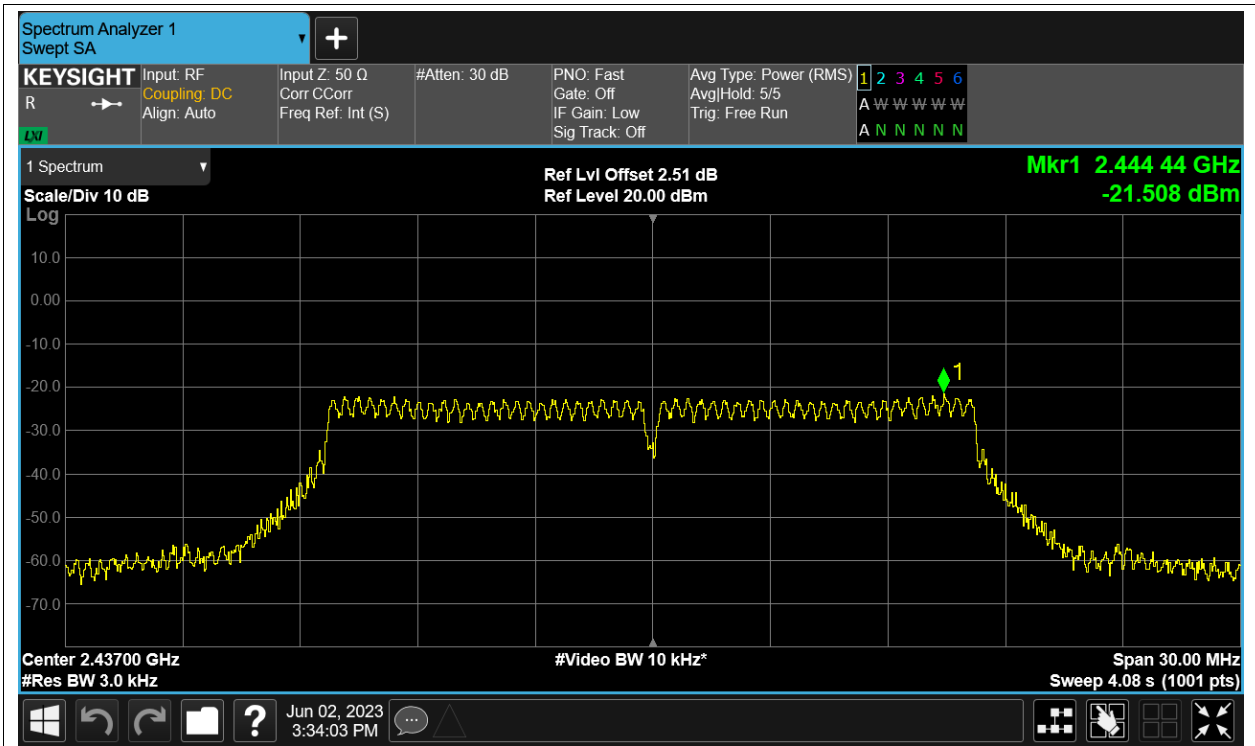 Spectrum Analyzer 1
Swept SA
KEYSIGHT
R
LXI
Input: RF
Coupling: DC
Align: Auto
Input Z: 50 Ω
Corr CCorr
Freq Ref: Int (S)
#Atten: 30 dB
PNO: Fast
Gate: Off
IF Gain: Low
Sig Track: Off
Avg Type: Power (RMS)
Avg|Hold: 5/5
Trig: Free Run
1 2 3 4 5 6
A W W W W W
A N N N N N
1 Spectrum
Scale/Div 10 dB
Log
Ref Lvl Offset 2.51 dB
Ref Level 20.00 dBm
Mkr1 2.444 44 GHz
-21.508 dBm
10.0
0.00
-10.0
-20.0
-30.0
-40.0
-50.0
-60.0
-70.0
1
Center 2.43700 GHz
#Res BW 3.0 kHz
#Video BW 10 kHz*
Span 30.00 MHz
Sweep 4.08 s (1001 pts)
?
Jun 02, 2023
3:34:03 PM